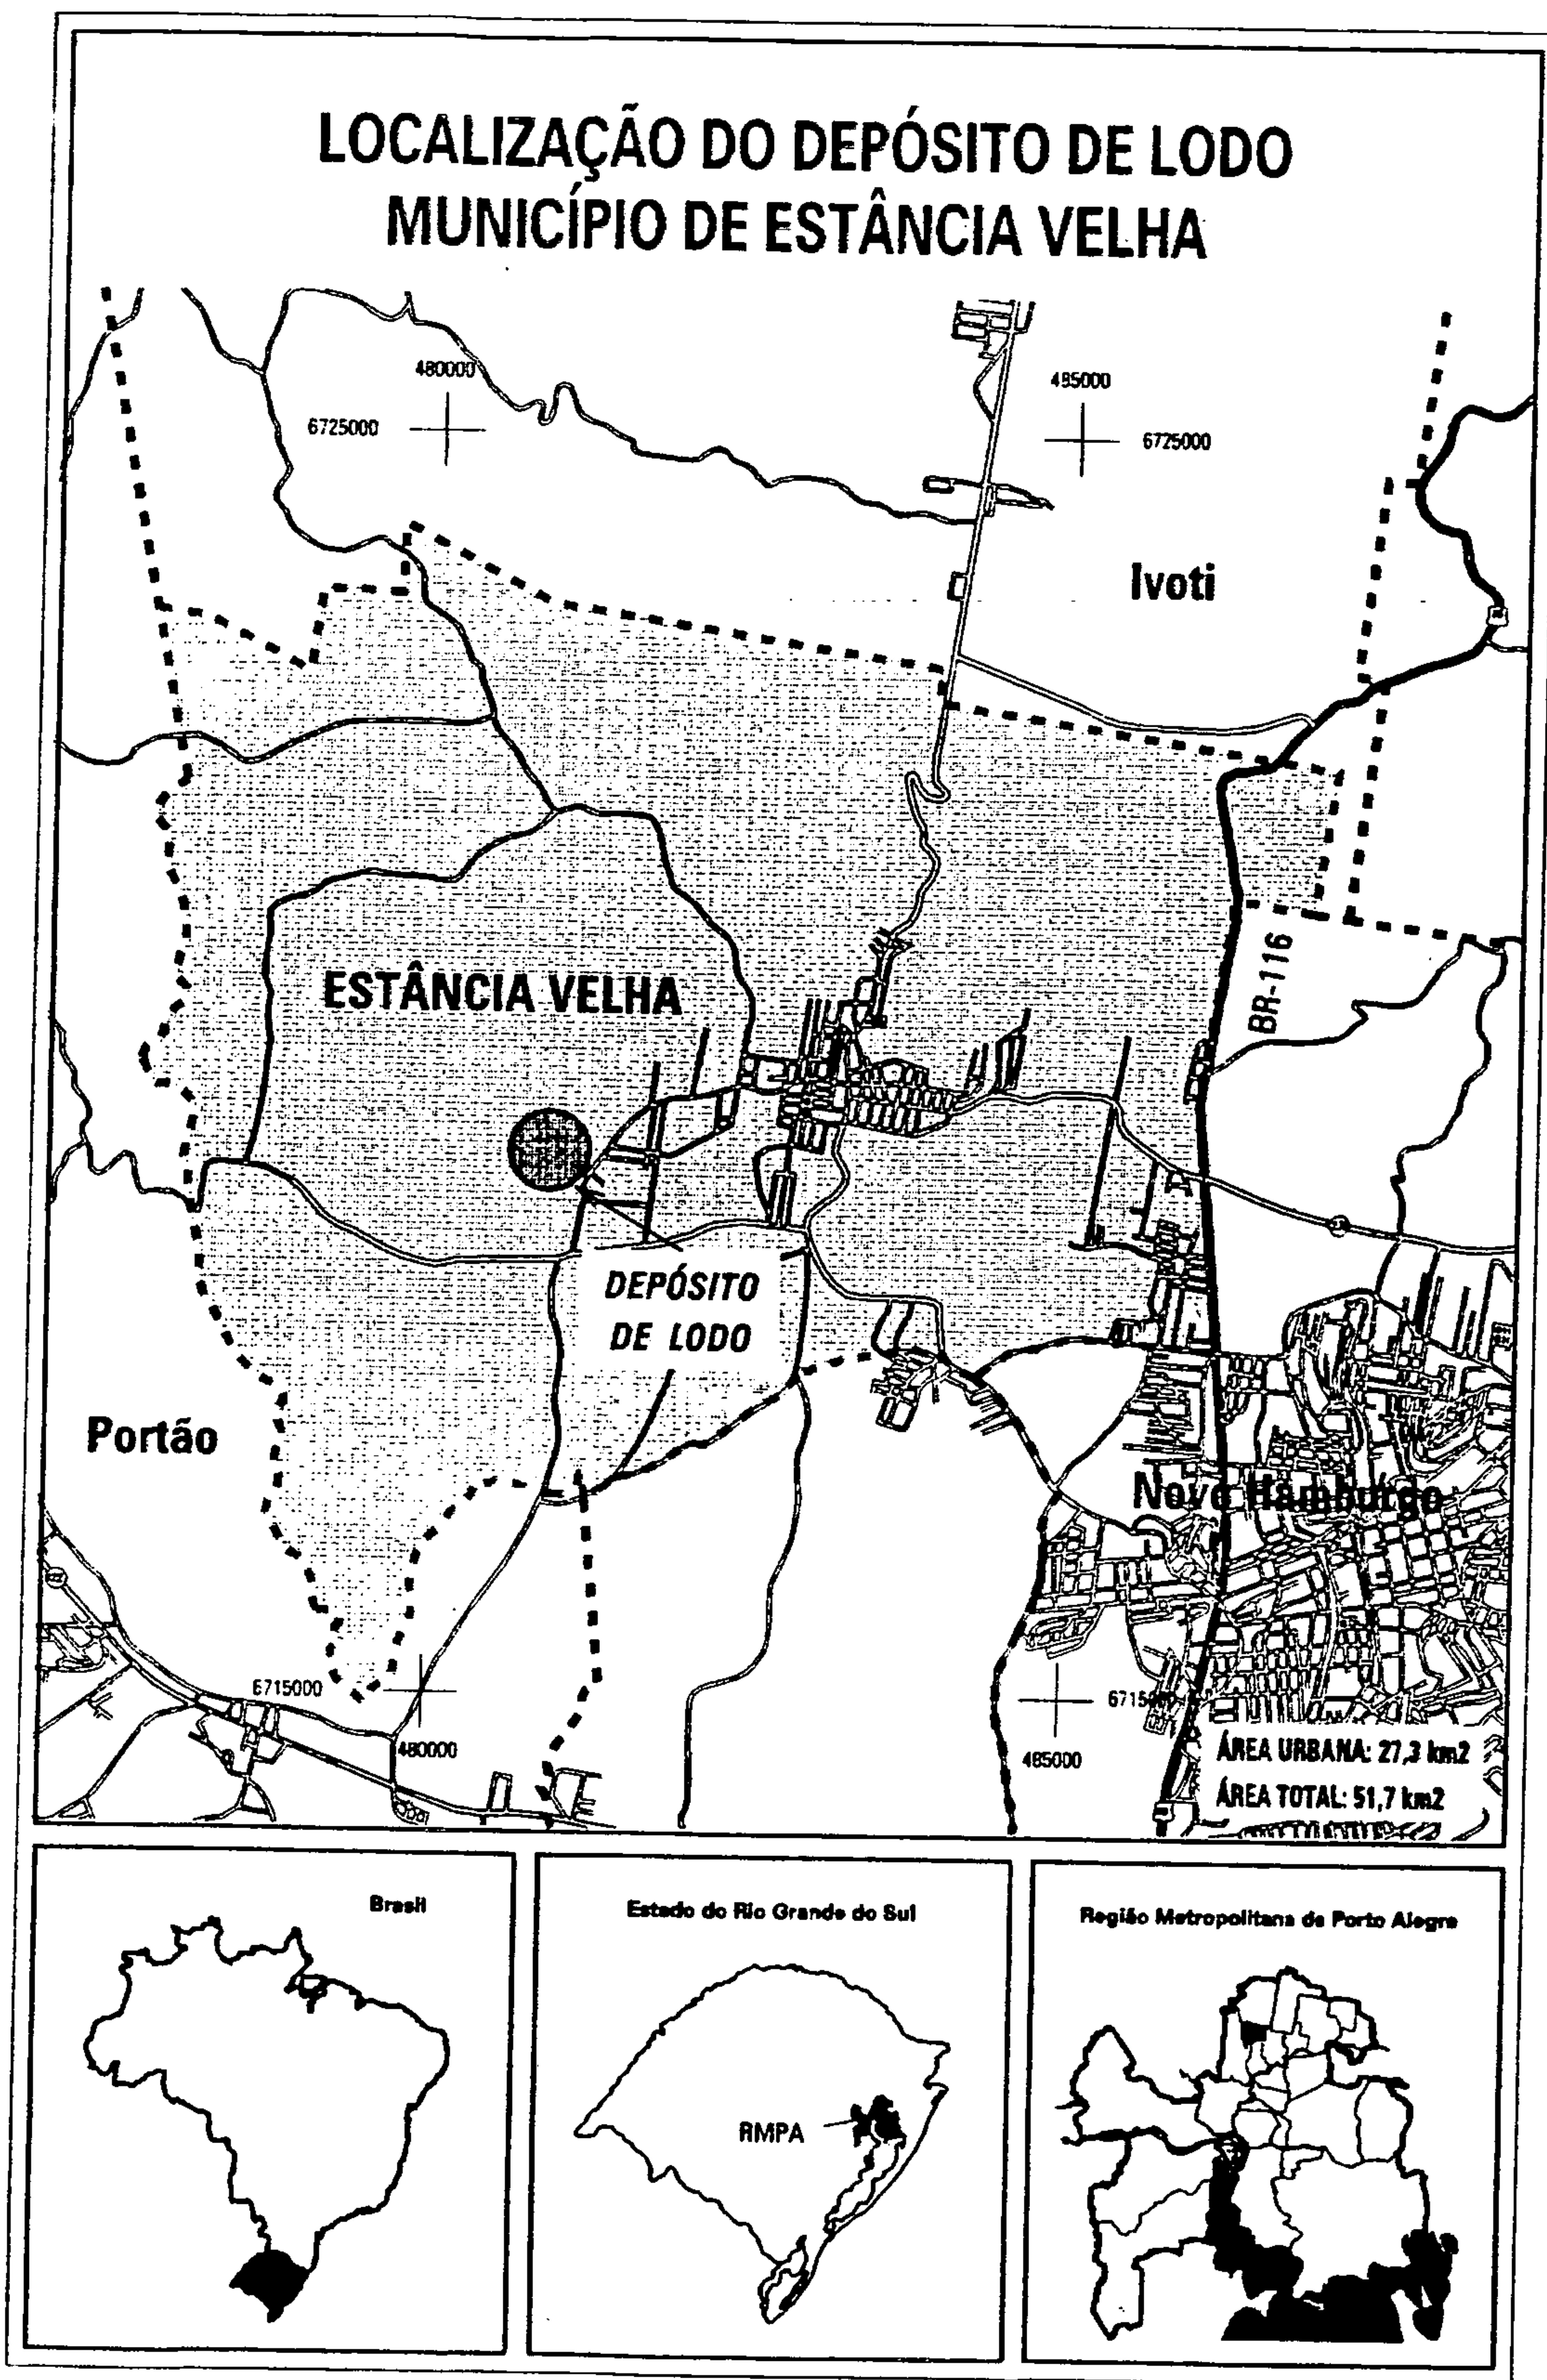 LOCALIZAÇÃO DO DEPÓSITO DE LODO
MUNICÍPIO DE ESTÂNCIA VELHA
480000
485000
6725000
6725000
Ivoti
BR-116
ESTÂNCIA VELHA
DEPÓSITO
DE LODO
Portão
Novo Hamburgo
6715000
6715000
480000
485000
ÁREA URBANA: 27,3 km2
ÁREA TOTAL: 51,7 km2
Brasil
Estado do Rio Grande do Sul
Região Metropolitana de Porto Alegre
RMPA